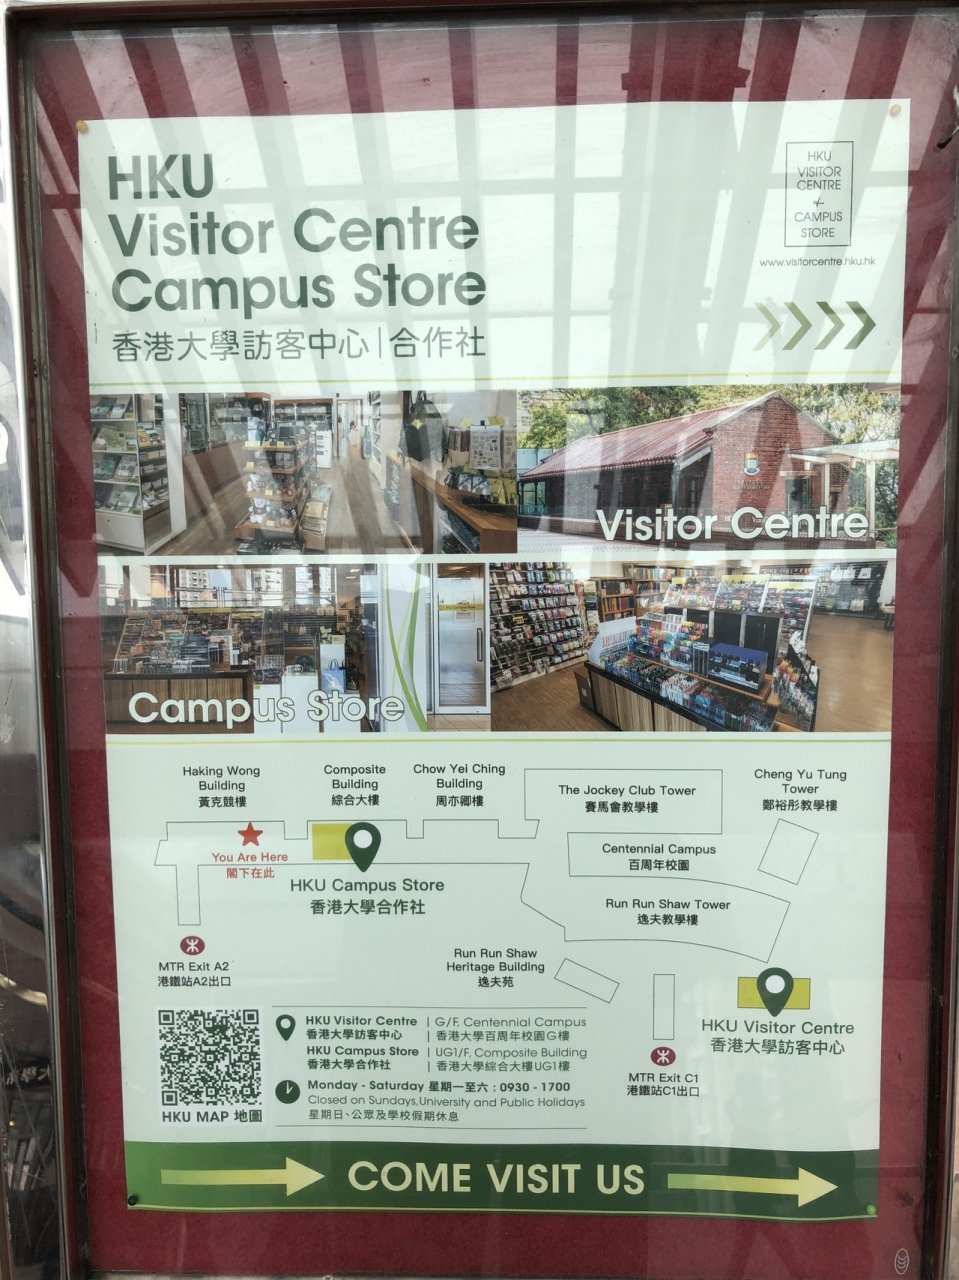 HKU
Visitor Centre
Campus Store
香港大學訪客中心|合作社
HKU
VISITOR
CENTRE
&
CAMPUS
STORE
www.visitorcentre.hku.hk
Visitor Centre
Campus Store
Haking Wong
Building
黃克競樓
Composite
Building
綜合大樓
Chow Yei Ching
Building
周亦卿樓
The Jockey Club Tower
賽馬會教學樓
Cheng Yu Tung
Tower
鄭裕彤教學樓
You Are Here
閣下在此
HKU Campus Store
香港大學合作社
Centennial Campus
百周年校園
Run Run Shaw Tower
逸夫教學樓
MTR Exit A2
港鐵站A2出口
Run Run Shaw
Heritage Building
逸夫苑
HKU Visitor Centre
香港大學訪客中心
MTR Exit C1
港鐵站C1出口
HKU MAP 地圖
HKU Visitor Centre | G/F, Centennial Campus
香港大學訪客中心 | 香港大學百周年校園G樓
HKU Campus Store | UG1/F, Composite Building
香港大學合作社 | 香港大學綜合大樓UG1樓
Monday - Saturday 星期一至六 : 0930 - 1700
Closed on Sundays,University and Public Holidays
星期日、公眾及學校假期休息
COME VISIT US